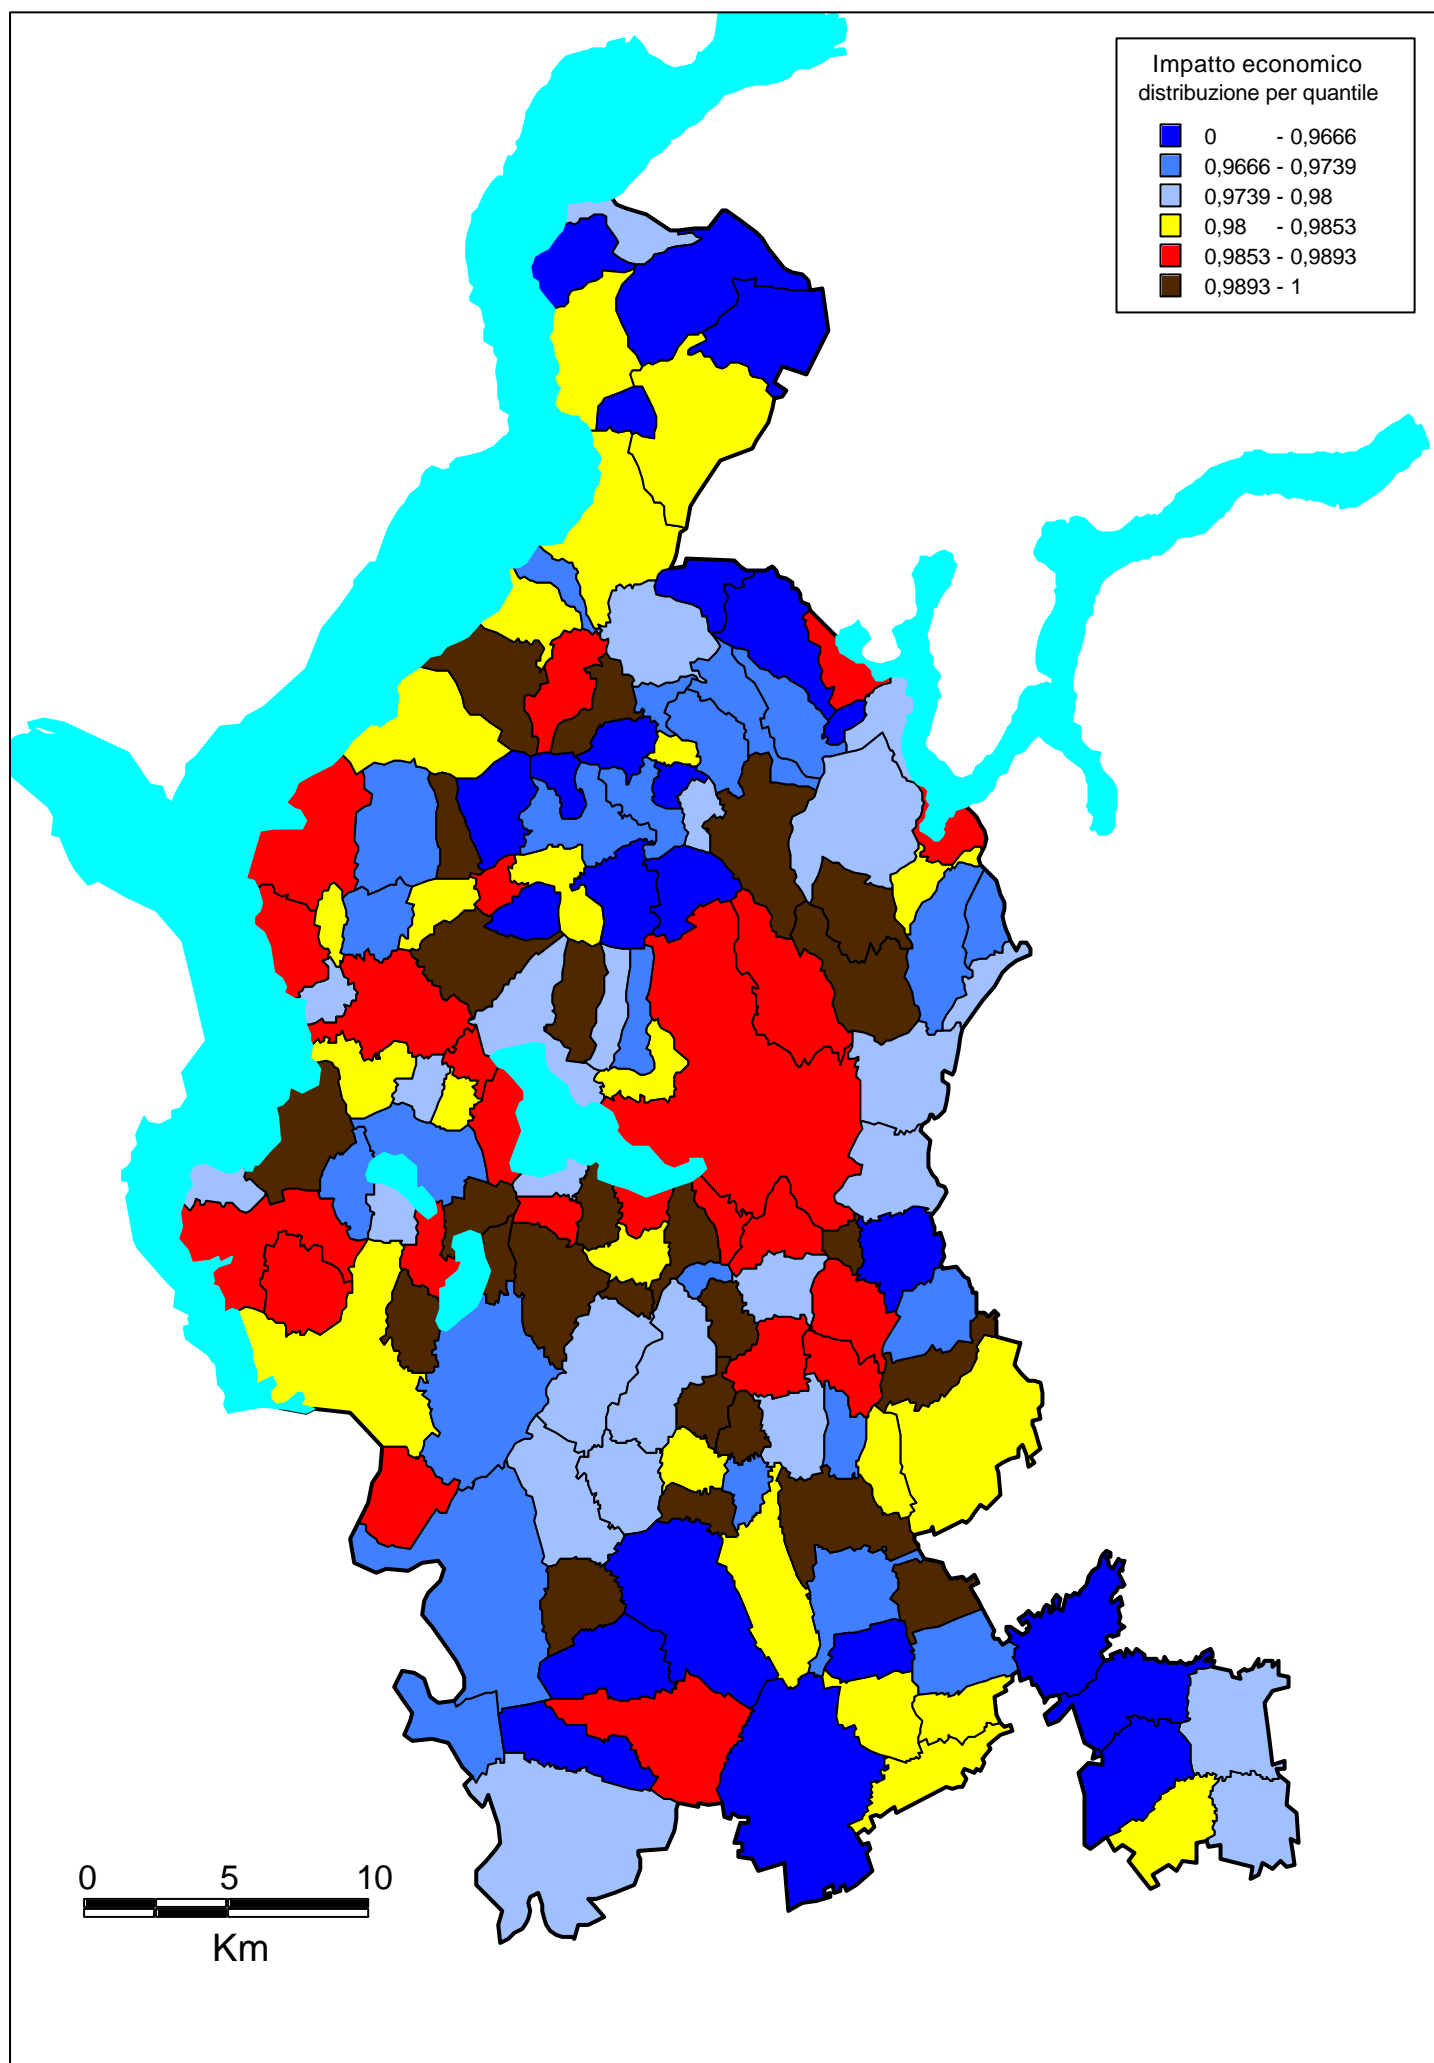 Impatto economico
distribuzione per quantile
0 - 0,9666
0,9666 - 0,9739
0,9739 - 0,98
0,98 - 0,9853
0,9853 - 0,9893
0,9893 - 1
0 5 10
Km